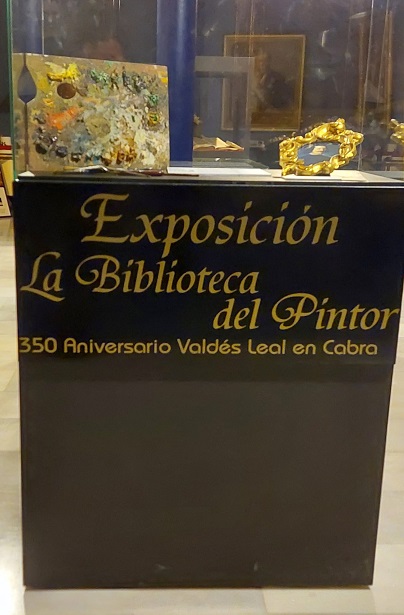 Exposición
La Biblioteca
del Pintor
350 Aniversario Valdés Leal en Cabra